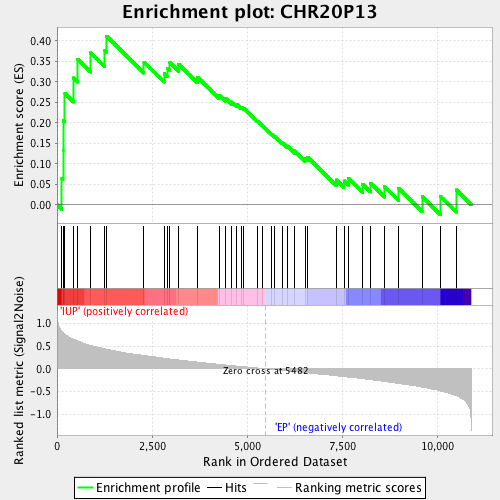 Enrichment plot: CHR20P13
Enrichment score (ES)
0.40
0.35
0.30
0.25
0.20
0.15
0.10
0.05
0.00
Ranked list metric (Signal2Noise)
1.0
0.5
0.0
-0.5
-1.0
'IUP' (positively correlated)
Zero cross at 5482
'EP' (negatively correlated)
0
2,500
5,000
7,500
10,000
Rank in Ordered Dataset
Enrichment profile
Hits
Ranking metric scores